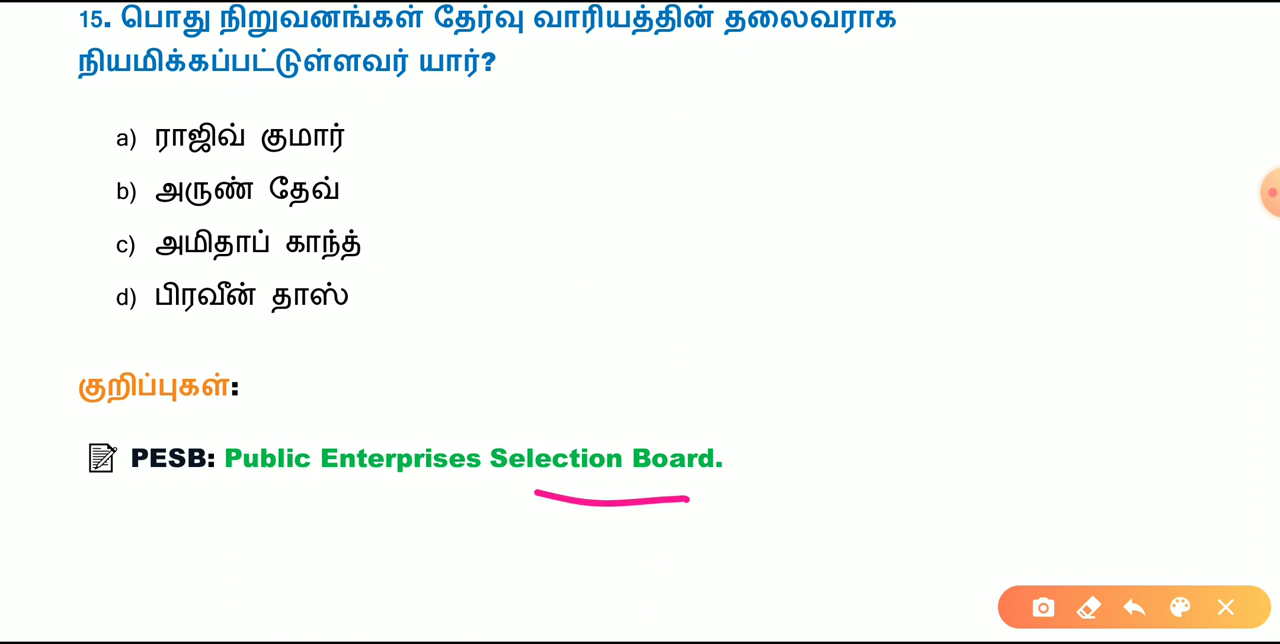 15. பொது நிறுவனங்கள் தேர்வு வாரியத்தின் தலைவராக
நியமிக்கப்பட்டுள்ளவர் யார்?
a) ராஜிவ் குமார்
b) அருண் தேவ்
c) அமிதாப் காந்த்
d) பிரவீன் தாஸ்
குறிப்புகள்:
PESB: Public Enterprises Selection Board.